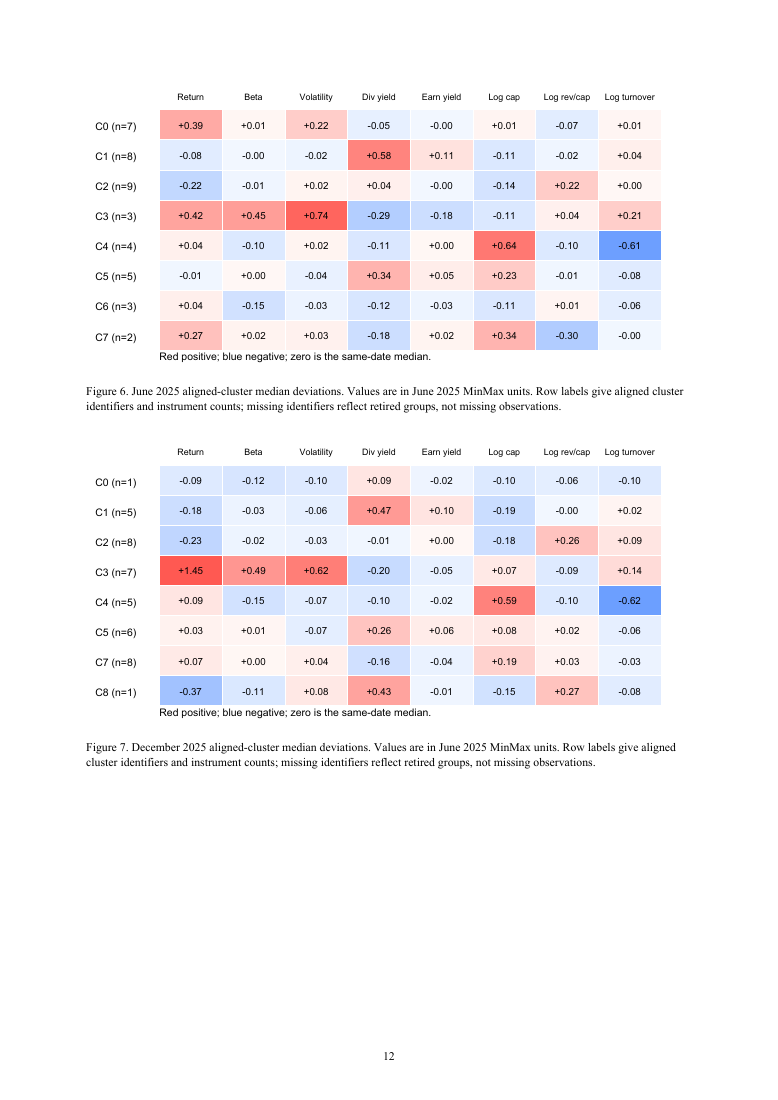 Return Beta Volatility Div yield Earn yield Log cap Log rev/cap Log turnover
C0 (n=7) +0.39 +0.01 +0.22 -0.05 -0.00 +0.01 -0.07 +0.01
C1 (n=8) -0.08 -0.00 -0.02 +0.58 +0.11 -0.11 -0.02 +0.04
C2 (n=9) -0.22 -0.01 +0.02 +0.04 -0.00 -0.14 +0.22 +0.00
C3 (n=3) +0.42 +0.45 +0.74 -0.29 -0.18 -0.11 +0.04 +0.21
C4 (n=4) +0.04 -0.10 +0.02 -0.11 +0.00 +0.64 -0.10 -0.61
C5 (n=5) -0.01 +0.00 -0.04 +0.34 +0.05 +0.23 -0.01 -0.08
C6 (n=3) +0.04 -0.15 -0.03 -0.12 -0.03 -0.11 +0.01 -0.06
C7 (n=2) +0.27 +0.02 +0.03 -0.18 +0.02 +0.34 -0.30 -0.00
Red positive; blue negative; zero is the same-date median.
Figure 6. June 2025 aligned-cluster median deviations. Values are in June 2025 MinMax units. Row labels give aligned cluster
identifiers and instrument counts; missing identifiers reflect retired groups, not missing observations.
Return Beta Volatility Div yield Earn yield Log cap Log rev/cap Log turnover
C0 (n=1) -0.09 -0.12 -0.10 +0.09 -0.02 -0.10 -0.06 -0.10
C1 (n=5) -0.18 -0.03 -0.06 +0.47 +0.10 -0.19 -0.00 +0.02
C2 (n=8) -0.23 -0.02 -0.03 -0.01 +0.00 -0.18 +0.26 +0.09
C3 (n=7) +1.45 +0.49 +0.62 -0.20 -0.05 +0.07 -0.09 +0.14
C4 (n=5) +0.09 -0.15 -0.07 -0.10 -0.02 +0.59 -0.10 -0.62
C5 (n=6) +0.03 +0.01 -0.07 +0.26 +0.06 +0.08 +0.02 -0.06
C7 (n=8) +0.07 +0.00 +0.04 -0.16 -0.04 +0.19 +0.03 -0.03
C8 (n=1) -0.37 -0.11 +0.08 +0.43 -0.01 -0.15 +0.27 -0.08
Red positive; blue negative; zero is the same-date median.
Figure 7. December 2025 aligned-cluster median deviations. Values are in June 2025 MinMax units. Row labels give aligned
cluster identifiers and instrument counts; missing identifiers reflect retired groups, not missing observations.
12